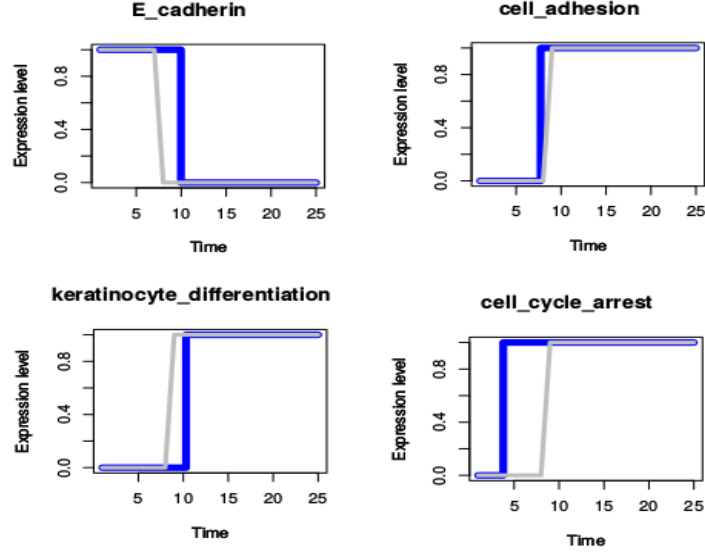 E_cadherin
Expression level
0.0 0.4 0.8
5 10 15 20 25
Time
cell_adhesion
Expression level
0.0 0.4 0.8
5 10 15 20 25
Time
keratinocyte_differentiation
Expression level
0.0 0.4 0.8
5 10 15 20 25
Time
cell_cycle_arrest
Expression level
0.0 0.4 0.8
5 10 15 20 25
Time